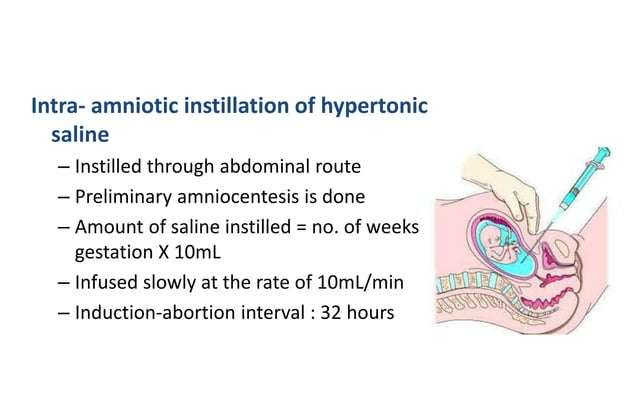 Intra- amniotic instillation of hypertonic
saline
– Instilled through abdominal route
– Preliminary amniocentesis is done
– Amount of saline instilled = no. of weeks
gestation X 10mL
– Infused slowly at the rate of 10mL/min
– Induction-abortion interval : 32 hours